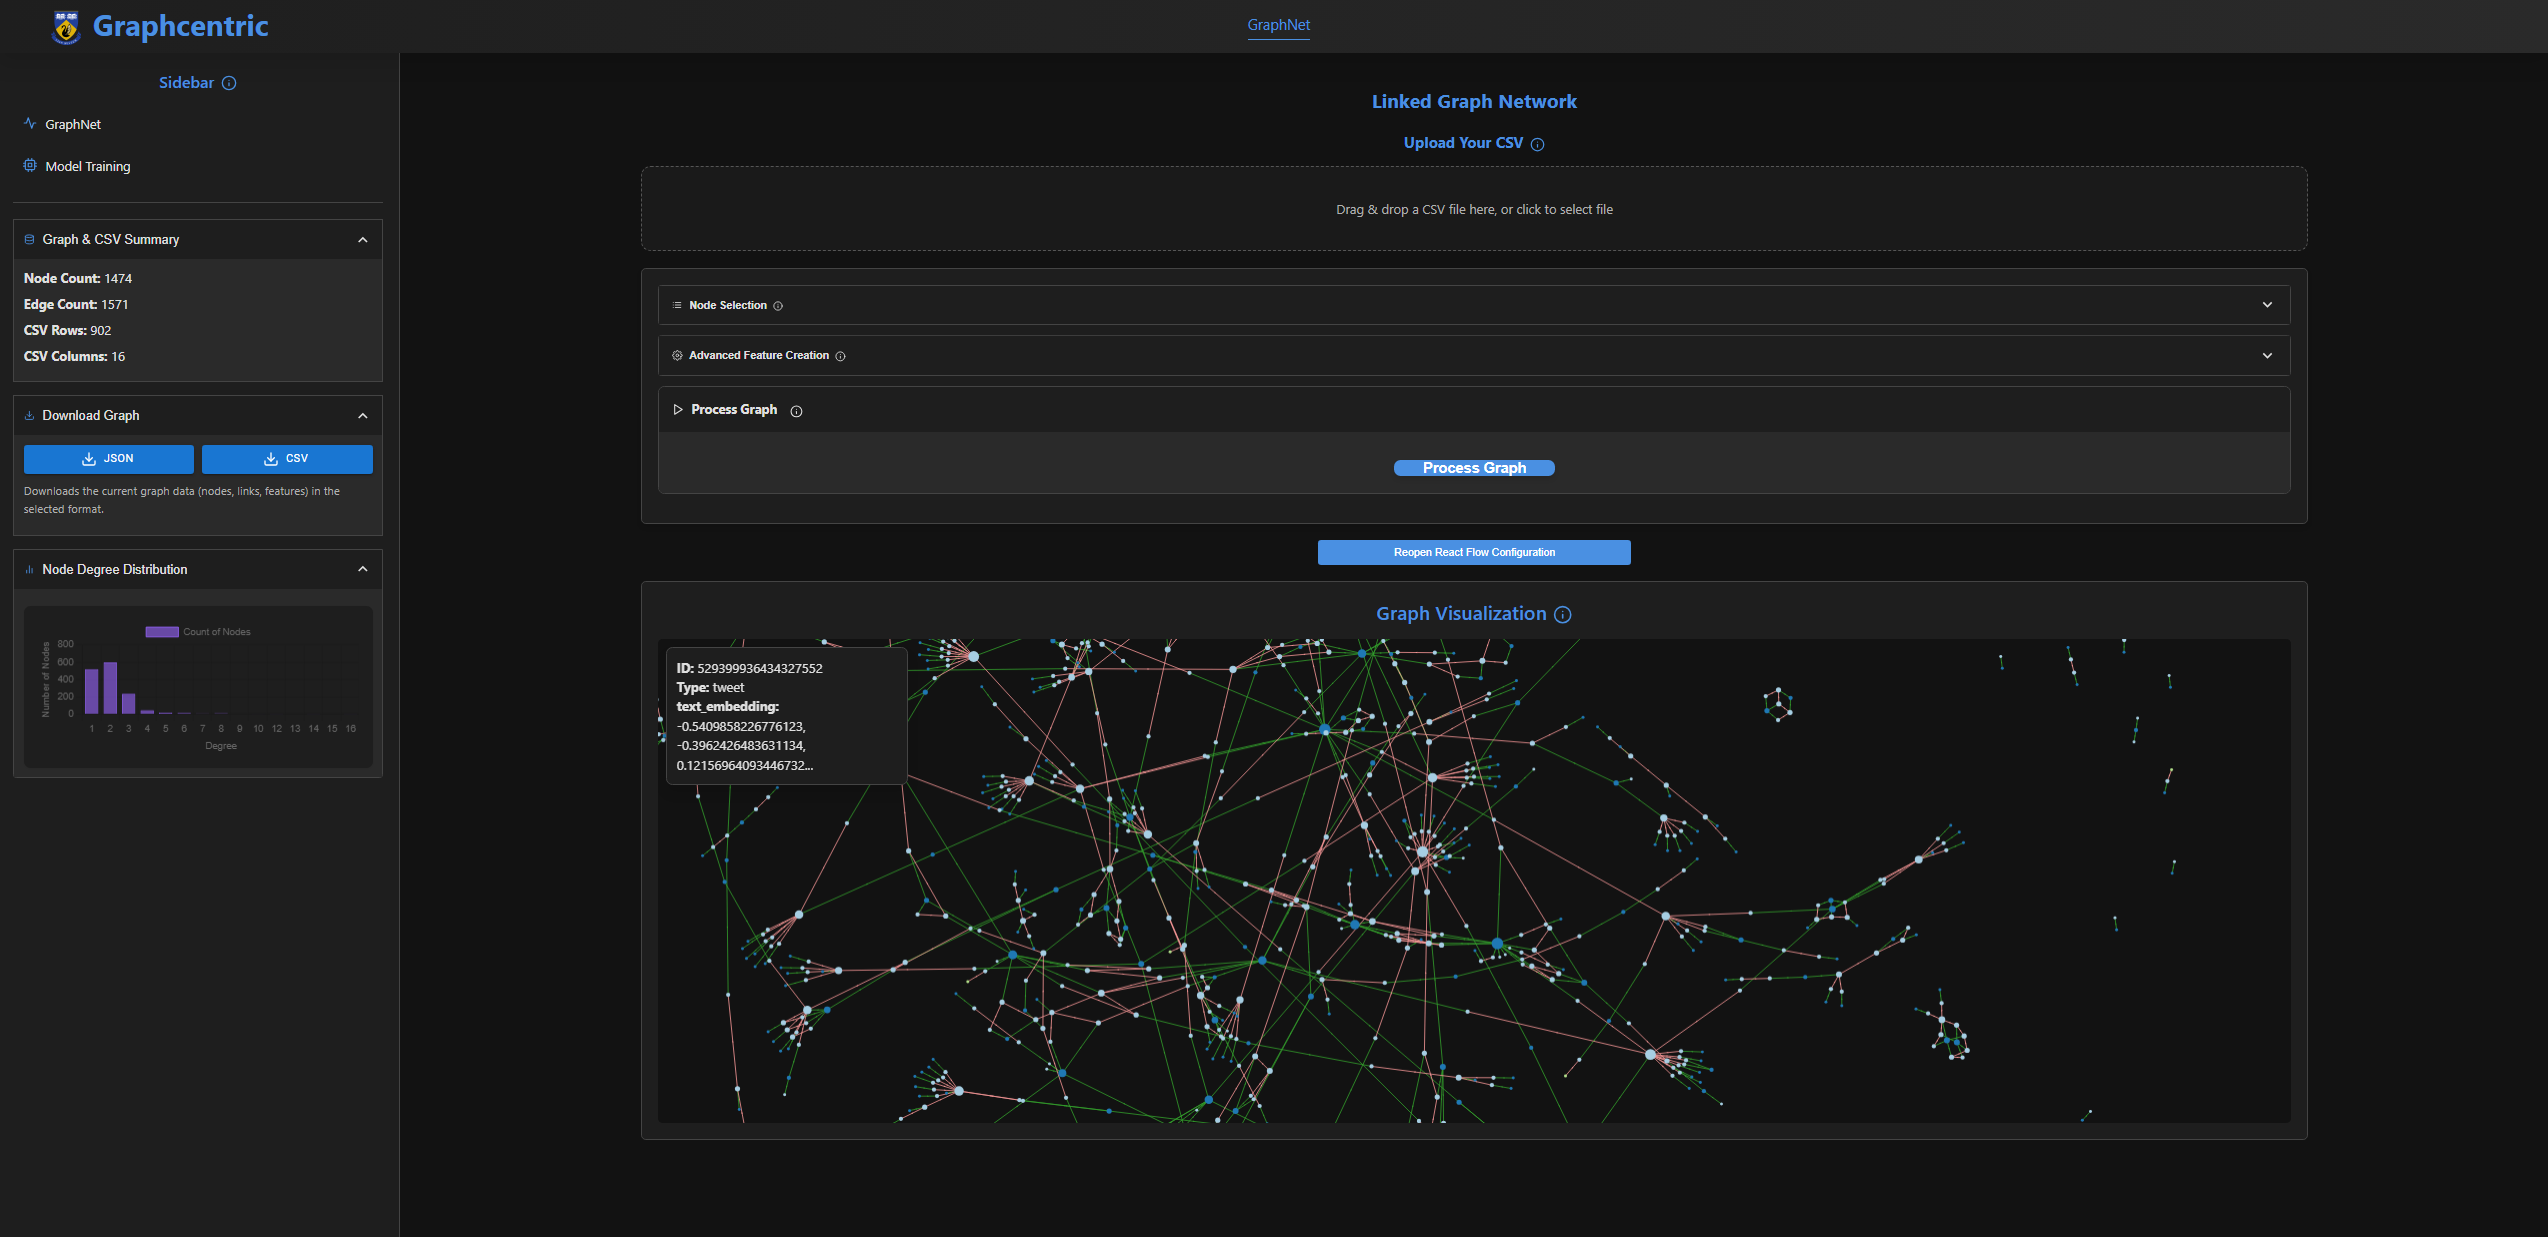 Graphcentric
GraphNet
Sidebar
GraphNet
Model Training
Graph & CSV Summary
Node Count: 1474
Edge Count: 1571
CSV Rows: 902
CSV Columns: 16
Download Graph
JSON
CSV
Downloads the current graph data (nodes, links, features) in the
selected format.
Node Degree Distribution
Count of Nodes
Number of Nodes
800
600
400
200
0
1 2 3 4 5 6 7 8 9 10 11 12 13 14 15 16
Degree
Linked Graph Network
Upload Your CSV
Drag & drop a CSV file here, or click to select file
Node Selection
Advanced Feature Creation
Process Graph
Process Graph
Reopen React Flow Configuration
Graph Visualization
ID: 529399936434327552
Type: tweet
text_embedding:
-0.5409858226776123,
-0.3962426483631134,
0.12156964093446732...